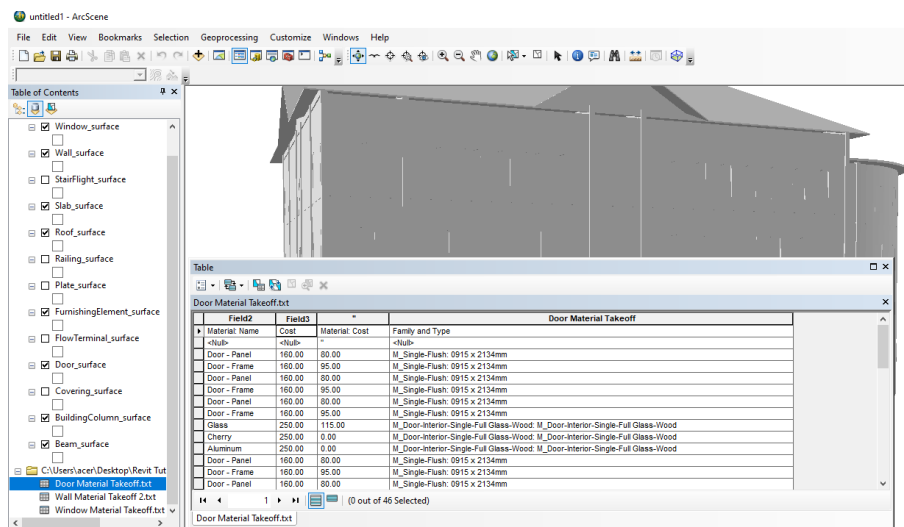 untitled1 - ArcScene
File Edit View Bookmarks Selection Geoprocessing Customize Windows Help
Table of Contents
Window_surface
Wall_surface
StairFlight_surface
Slab_surface
Roof_surface
Railing_surface
Plate_surface
FurnishingElement_surface
FlowTerminal_surface
Door_surface
Covering_surface
BuildingColumn_surface
Beam_surface
C:\Users\acer\Desktop\Revit Tut
Door Material Takeoff.txt
Wall Material Takeoff 2.txt
Window Material Takeoff.txt
Table
Door Material Takeoff.txt
Field2 Field3 " Door Material Takeoff
Material: Name Cost Material: Cost Family and Type
<Null> <Null> " <Null>
Door - Panel 160.00 80.00 M_Single-Flush: 0915 x 2134mm
Door - Frame 160.00 95.00 M_Single-Flush: 0915 x 2134mm
Door - Panel 160.00 80.00 M_Single-Flush: 0915 x 2134mm
Door - Frame 160.00 95.00 M_Single-Flush: 0915 x 2134mm
Door - Panel 160.00 80.00 M_Single-Flush: 0915 x 2134mm
Door - Frame 160.00 95.00 M_Single-Flush: 0915 x 2134mm
Glass 250.00 115.00 M_Door-Interior-Single-Full Glass-Wood: M_Door-Interior-Single-Full Glass-Wood
Cherry 250.00 0.00 M_Door-Interior-Single-Full Glass-Wood: M_Door-Interior-Single-Full Glass-Wood
Aluminum 250.00 0.00 M_Door-Interior-Single-Full Glass-Wood: M_Door-Interior-Single-Full Glass-Wood
Door - Panel 160.00 80.00 M_Single-Flush: 0915 x 2134mm
Door - Frame 160.00 95.00 M_Single-Flush: 0915 x 2134mm
Door - Panel 160.00 80.00 M_Single-Flush: 0915 x 2134mm
1 (0 out of 46 Selected)
Door Material Takeoff.txt